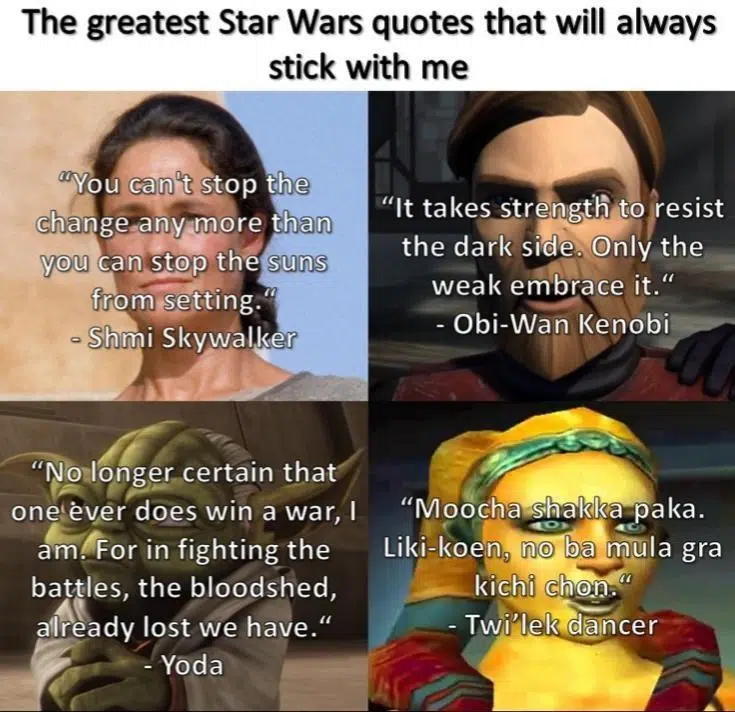 The greatest Star Wars quotes that will always
stick with me
“You can't stop the
change any more than
you can stop the suns
from setting.“
- Shmi Skywalker
“It takes strength to resist
the dark side. Only the
weak embrace it.“
- Obi-Wan Kenobi
“No longer certain that
one ever does win a war, I
am. For in fighting the
battles, the bloodshed,
already lost we have.“
- Yoda
“Moocha shakka paka.
Liki-koen, no ba mula gra
kichi chon.“
- Twi’lek dancer